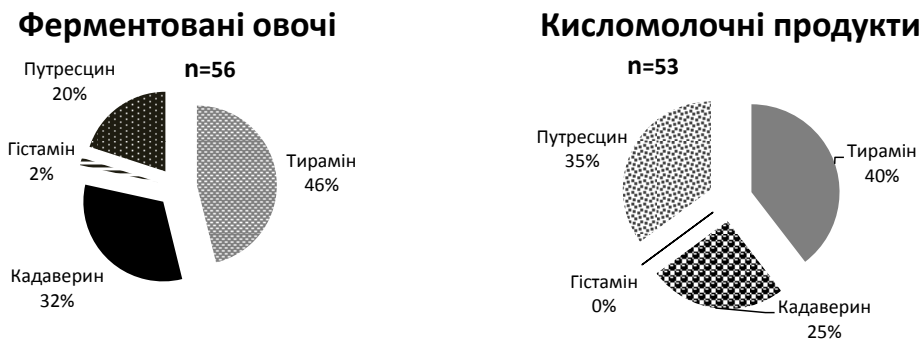 Ферментовані овочі
n=56
Путресцин
20%
Гістамін
2%
Тирамін
46%
Кадаверин
32%
Кисломолочні продукти
n=53
Путресцин
35%
Тирамін
40%
Гістамін
0%
Кадаверин
25%